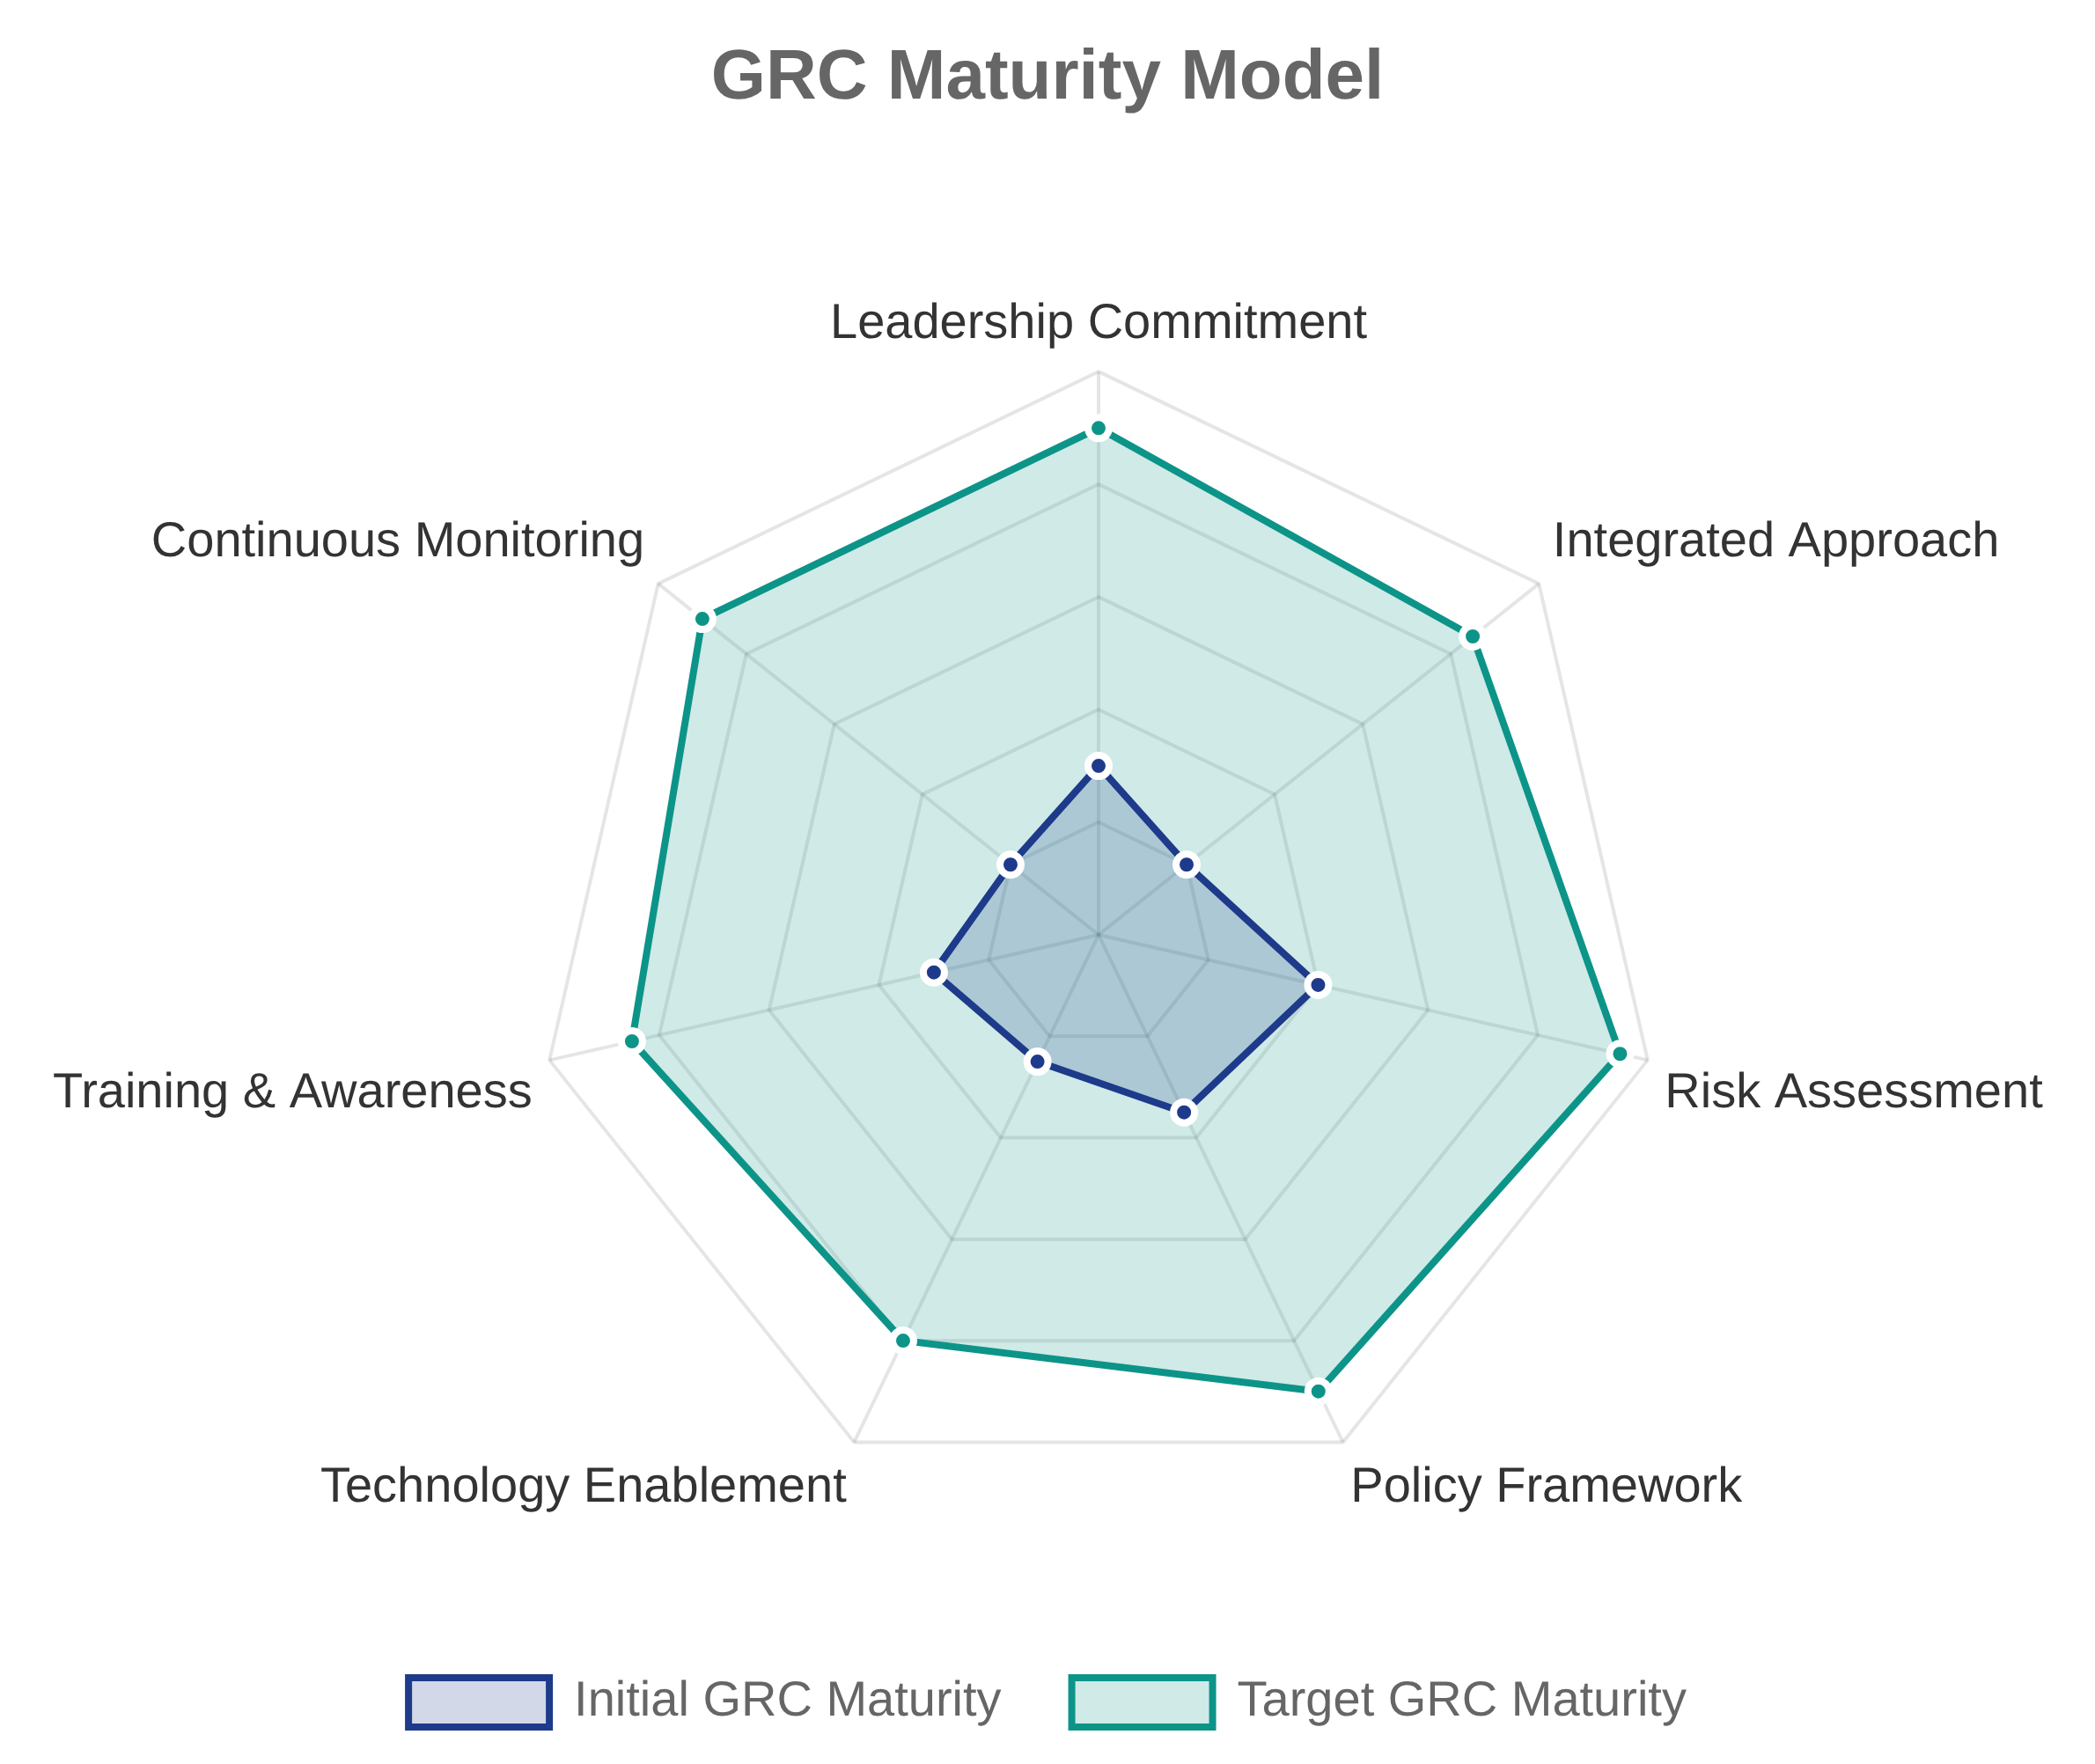 GRC Maturity Model
Leadership Commitment
Continuous Monitoring
Integrated Approach
Training & Awareness
Risk Assessment
Technology Enablement
Policy Framework
Initial GRC Maturity
Target GRC Maturity